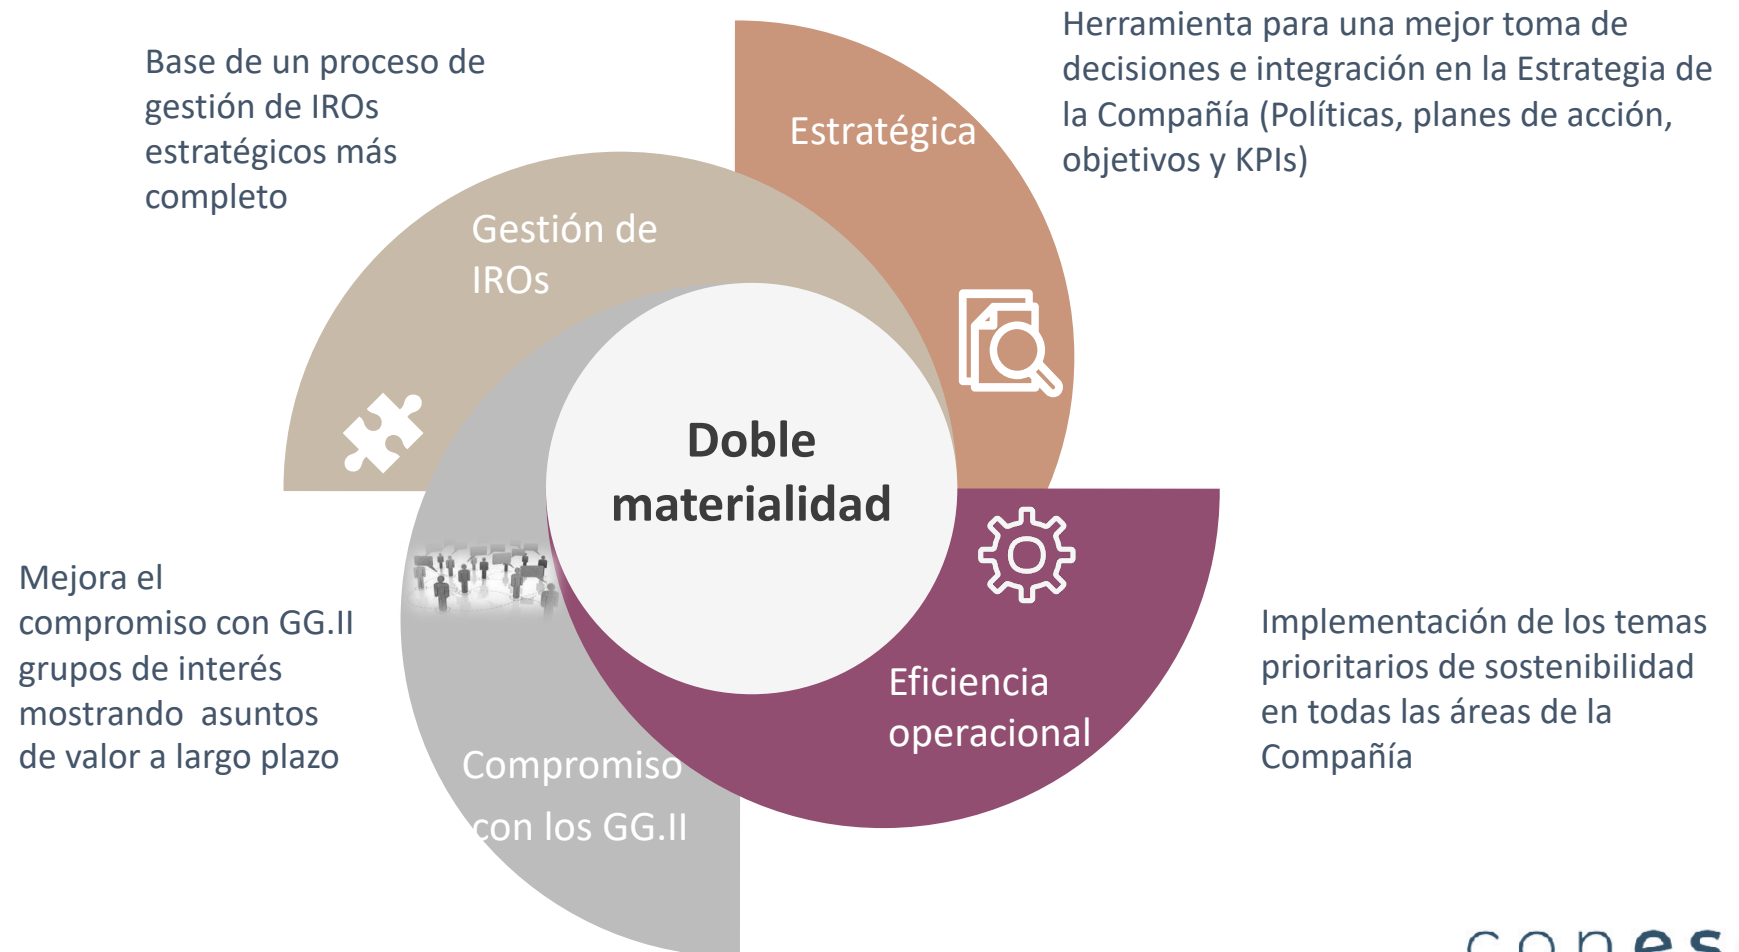 Herramienta para una mejor toma de
decisiones e integración en la Estrategia de
la Compañía (Políticas, planes de acción,
objetivos y KPIs)
Base de un proceso de
gestión de IROs
estratégicos más
completo
Estratégica
Gestión de
IROs
Doble
materialidad
Mejora el
compromiso con GG.II
grupos de interés
mostrando  asuntos
de valor a largo plazo
Implementación de los temas
prioritarios de sostenibilidad
en todas las áreas de la
Compañía
Eficiencia
operacional
Compromiso
con los GG.II